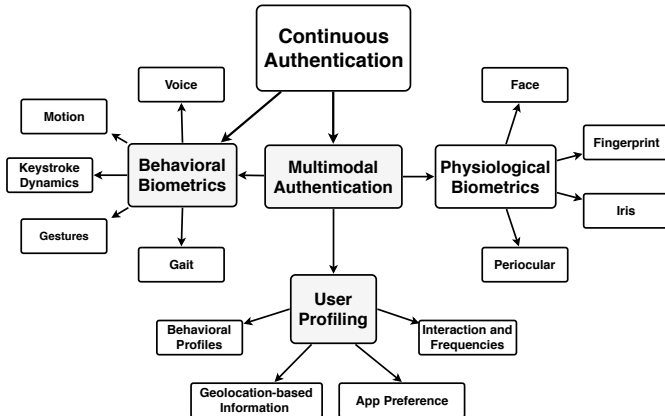 Continuous
Authentication
Voice
Face
Motion
Fingerprint
Keystroke
Dynamics
Behavioral
Biometrics
Multimodal
Authentication
Physiological
Biometrics
Iris
Gestures
Gait
Periocular
User
Profiling
Behavioral
Profiles
Interaction and
Frequencies
Geolocation-based
Information
App Preference